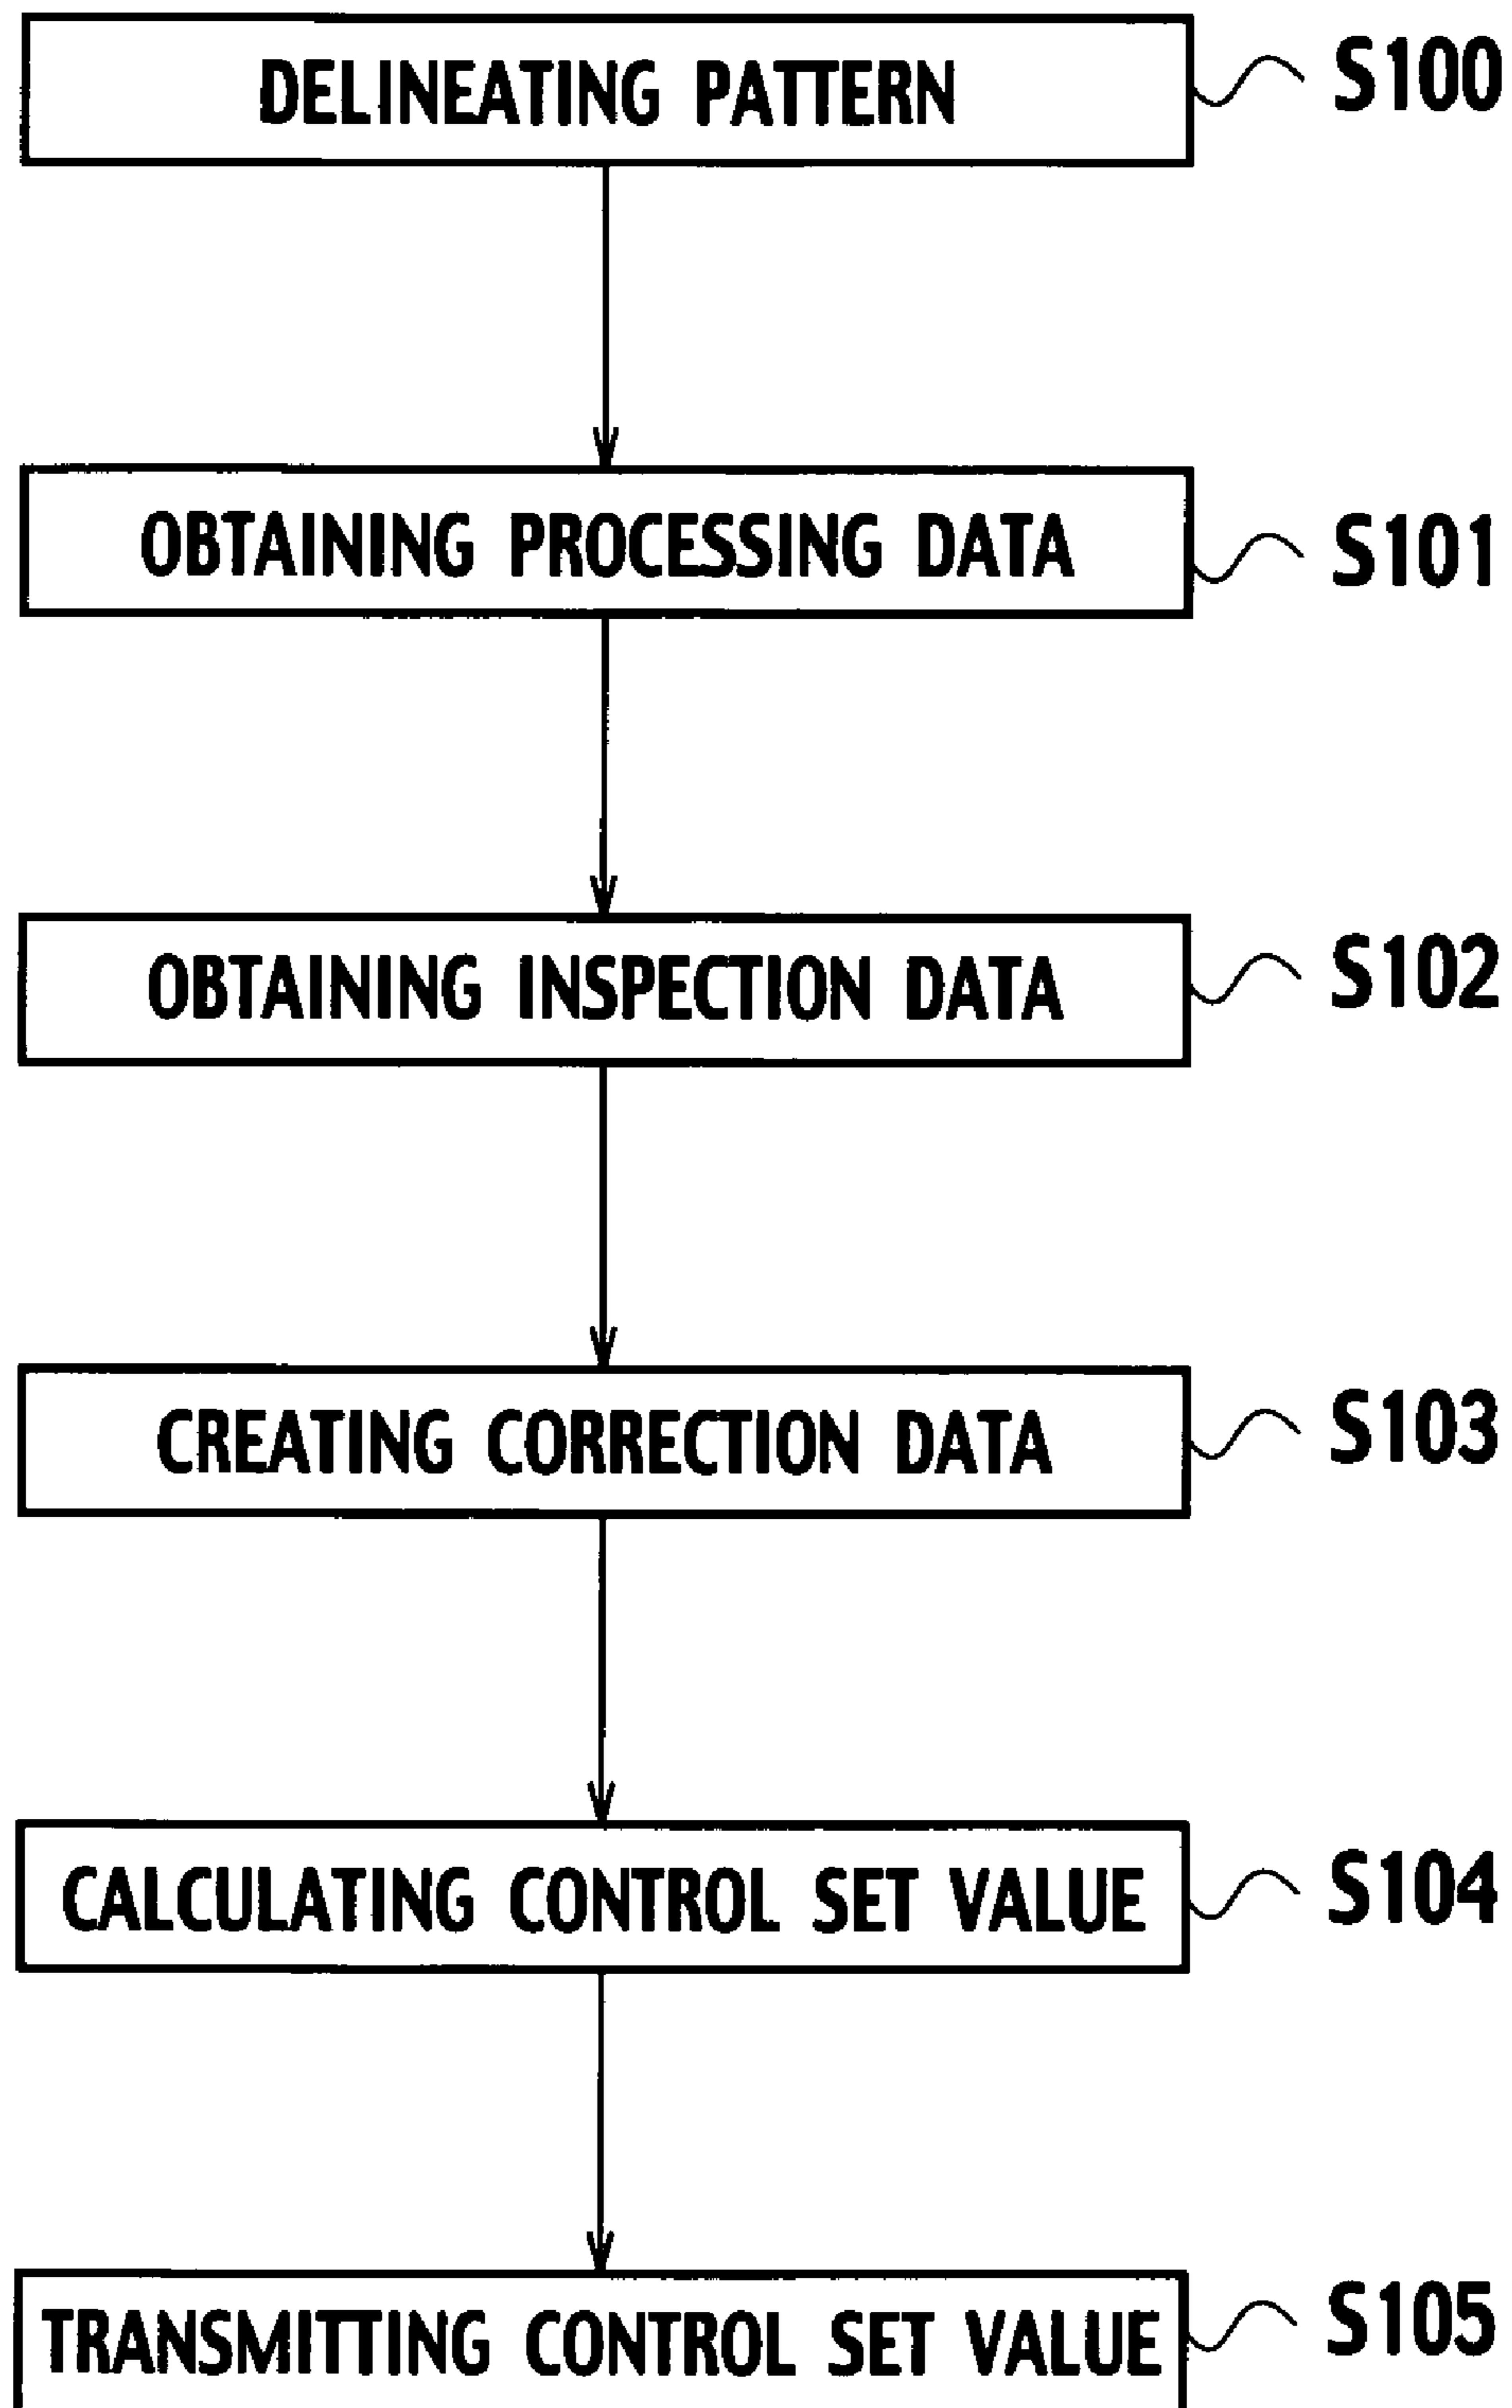 DELINEATING PATTERN S100
OBTAINING PROCESSING DATA S101
OBTAINING INSPECTION DATA S102
CREATING CORRECTION DATA S103
CALCULATING CONTROL SET VALUE S104
TRANSMITTING CONTROL SET VALUE S105